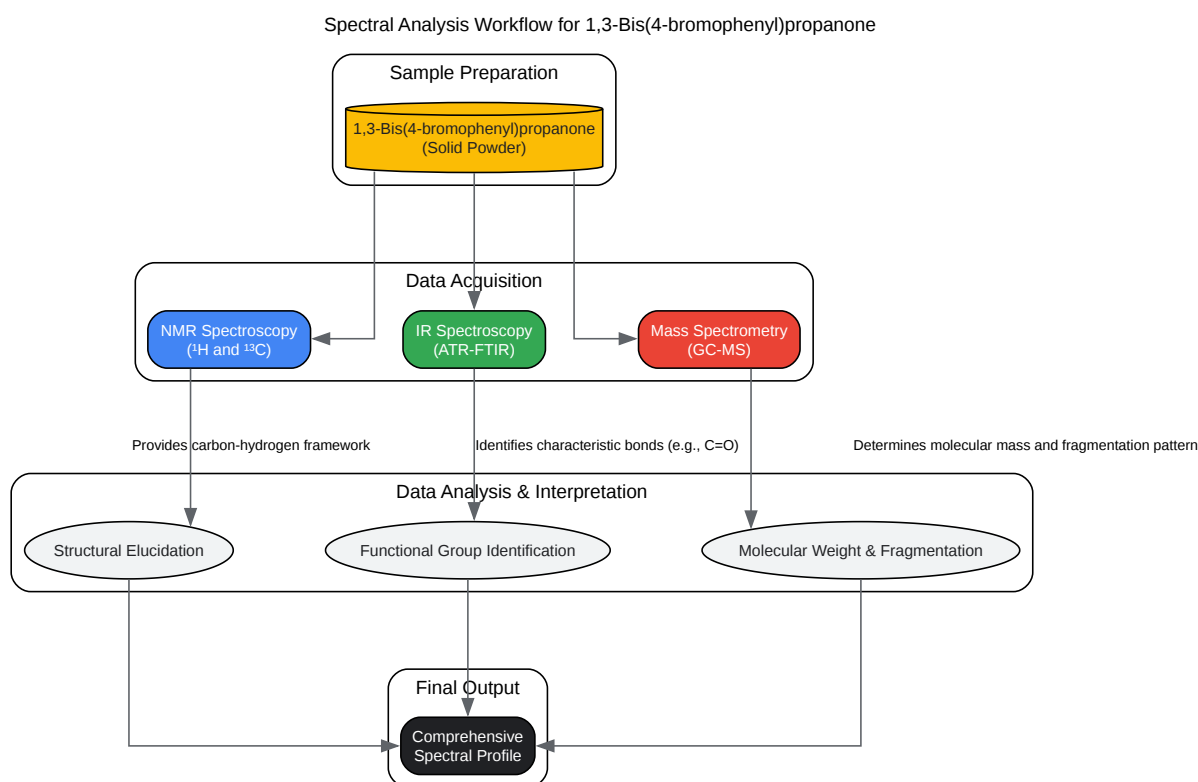 Spectral Analysis Workflow for 1,3-Bis(4-bromophenyl)propanone
Sample Preparation
1,3-Bis(4-bromophenyl)propanone
(Solid Powder)
Data Acquisition
NMR Spectroscopy
(¹H and ¹³C)
IR Spectroscopy
(ATR-FTIR)
Mass Spectrometry
(GC-MS)
Provides carbon-hydrogen framework
Identifies characteristic bonds (e.g., C=O)
Determines molecular mass and fragmentation pattern
Data Analysis & Interpretation
Structural Elucidation
Functional Group Identification
Molecular Weight & Fragmentation
Final Output
Comprehensive
Spectral Profile